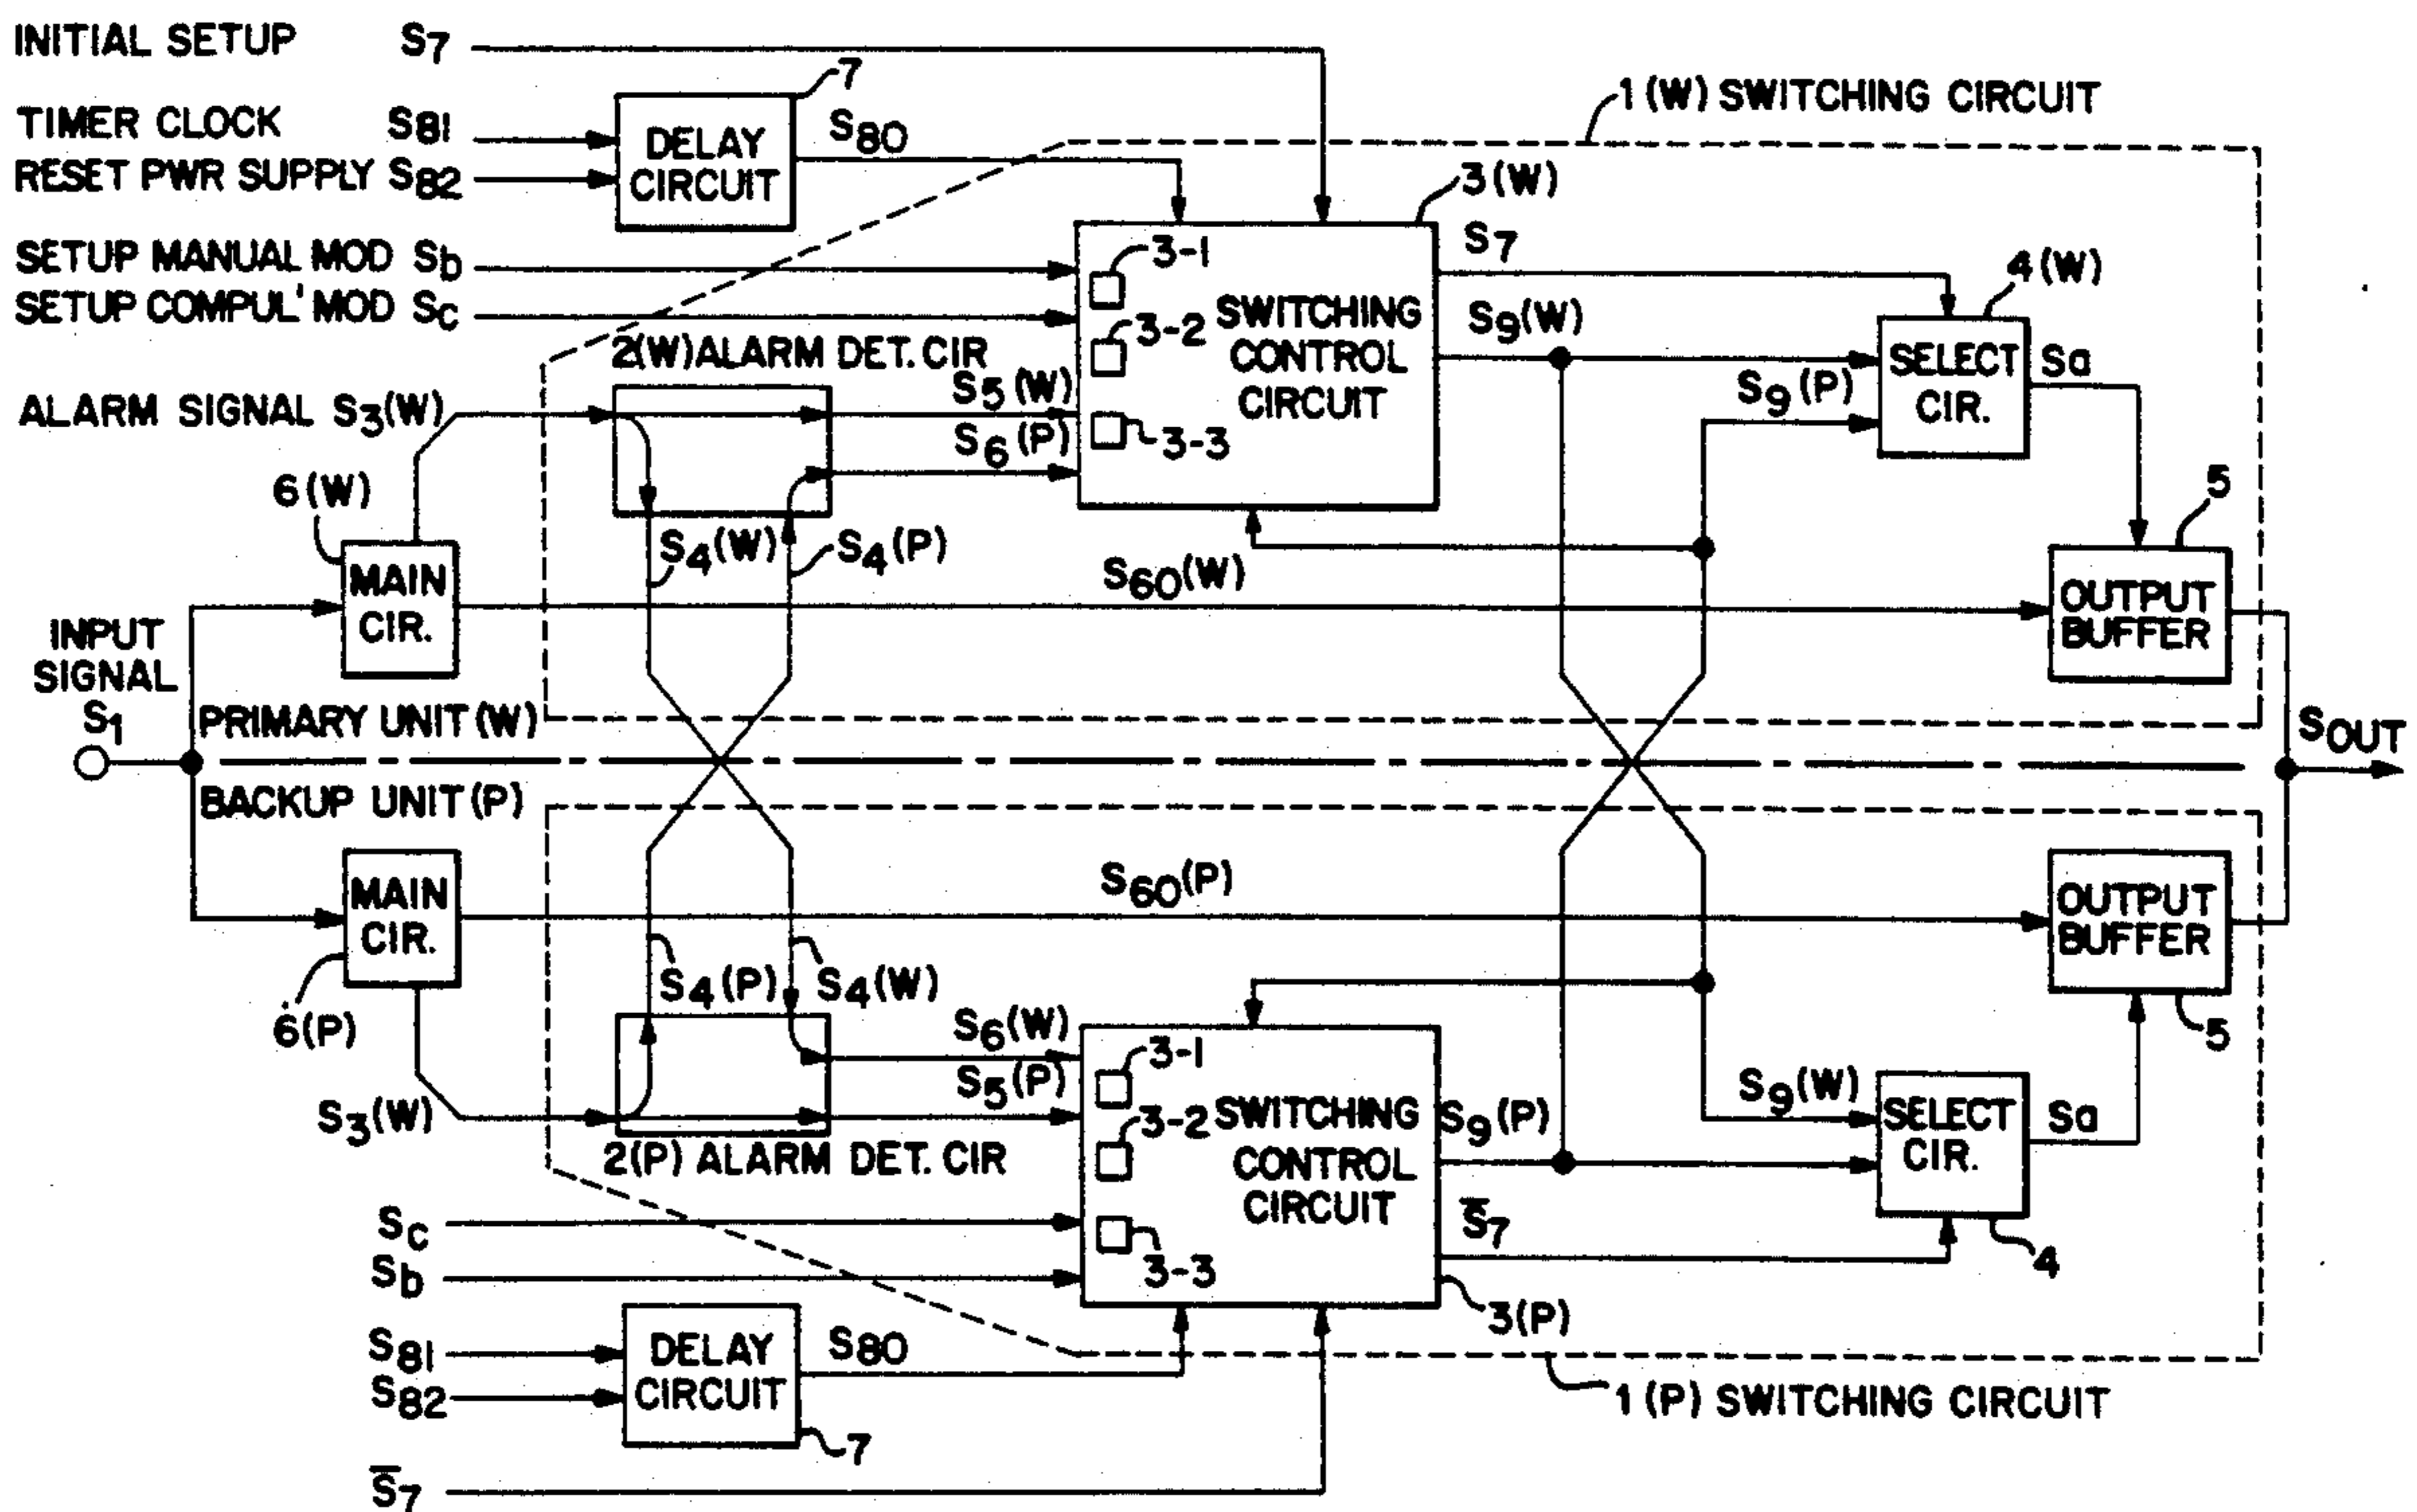 INITIAL SETUP S7
7
TIMER CLOCK S81
RESET PWR SUPPLY S82
DELAY
CIRCUIT
S80
1 (W) SWITCHING CIRCUIT
3 (W)
SETUP MANUAL MOD Sb
SETUP COMPUL' MOD Sc
3-1
3-2
3-3
SWITCHING
CONTROL
CIRCUIT
S7
S9(W)
S9(P)
4(W)
SELECT
CIR.
Sa
2(W) ALARM DET. CIR
S5(W)
S6(P)
ALARM SIGNAL S3(W)
6(W)
MAIN
CIR.
S4(W)
S4(P)
S60(W)
5
OUTPUT
BUFFER
INPUT
SIGNAL
S1
PRIMARY UNIT (W)
SOUT
BACKUP UNIT (P)
MAIN
CIR.
6(P)
S60(P)
OUTPUT
BUFFER
5
S4(P)
S4(W)
S6(W)
S5(P)
S3(W)
2(P) ALARM DET. CIR
3-1
3-2
3-3
SWITCHING
CONTROL
CIRCUIT
S9(P)
S9(W)
SELECT
CIR.
Sa
S̅7
4
Sc
Sb
3(P)
S81
S82
DELAY
CIRCUIT
S80
7
1 (P) SWITCHING CIRCUIT
S̅7